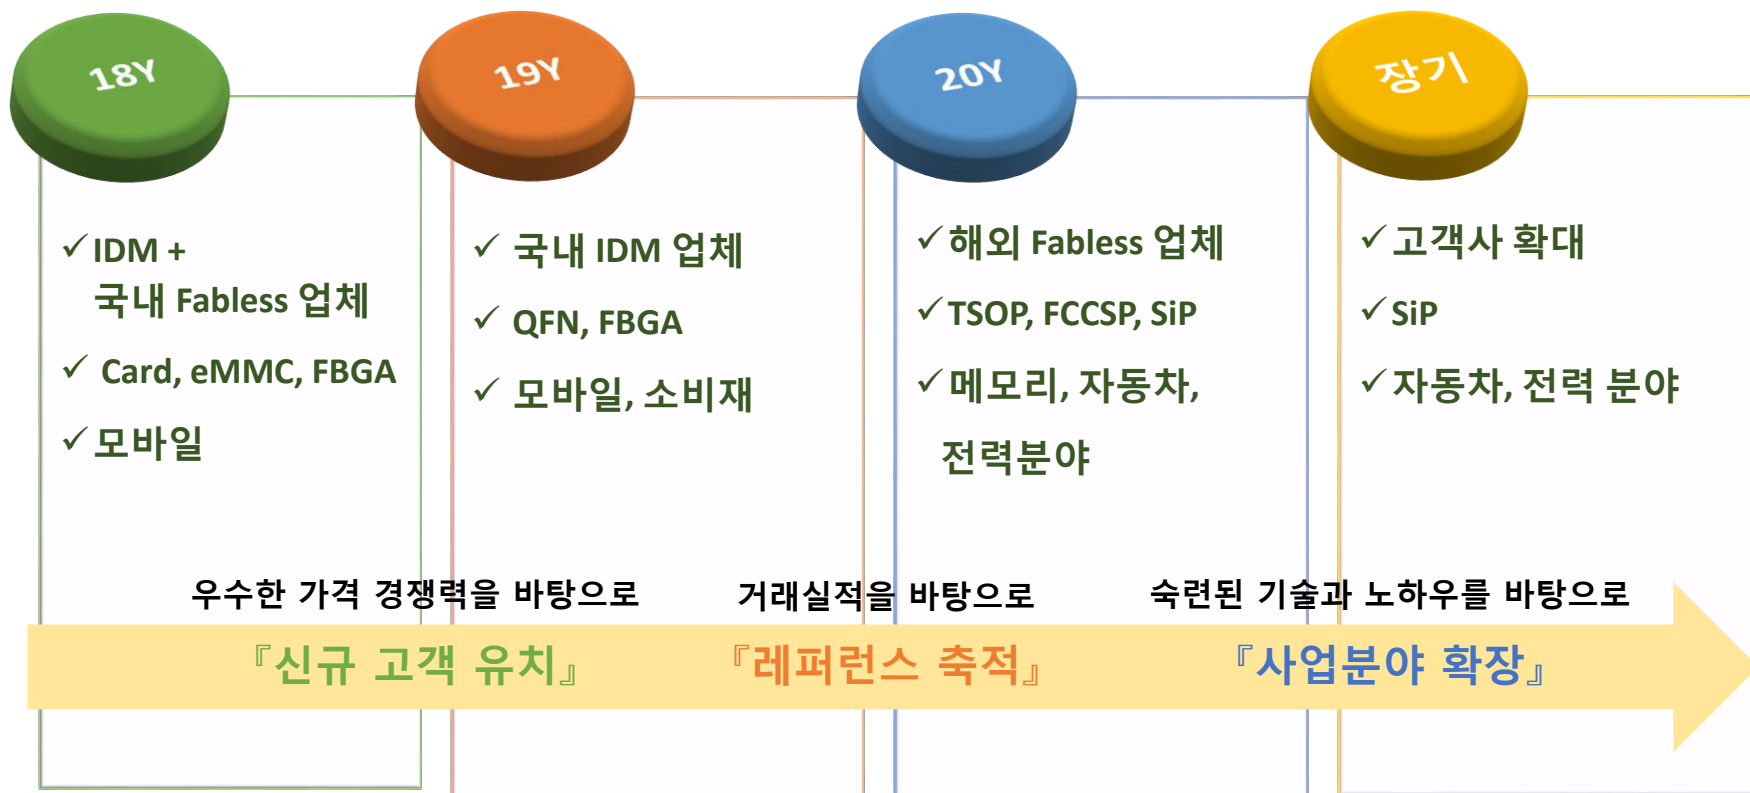 18Y
✓IDM +
국내 Fabless 업체
✓ Card, eMMC, FBGA
✓모바일
19Y
✓ 국내 IDM 업체
✓ QFN, FBGA
✓ 모바일, 소비재
20Y
✓해외 Fabless 업체
✓TSOP, FCCSP, SiP
✓메모리, 자동차,
전력분야
장기
✓고객사 확대
✓SiP
✓자동차, 전력 분야
우수한 가격 경쟁력을 바탕으로
『신규 고객 유치』
거래실적을 바탕으로
『레퍼런스 축적』
숙련된 기술과 노하우를 바탕으로
『사업분야 확장』